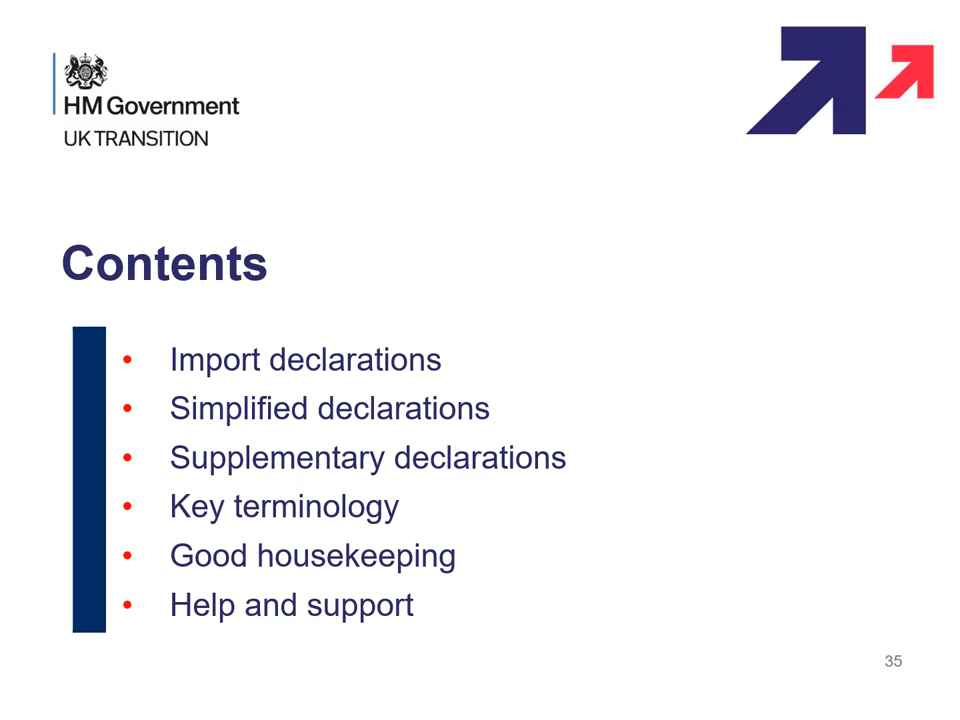 HM Government
UK TRANSITION
Contents
• Import declarations
• Simplified declarations
• Supplementary declarations
• Key terminology
• Good housekeeping
• Help and support
35